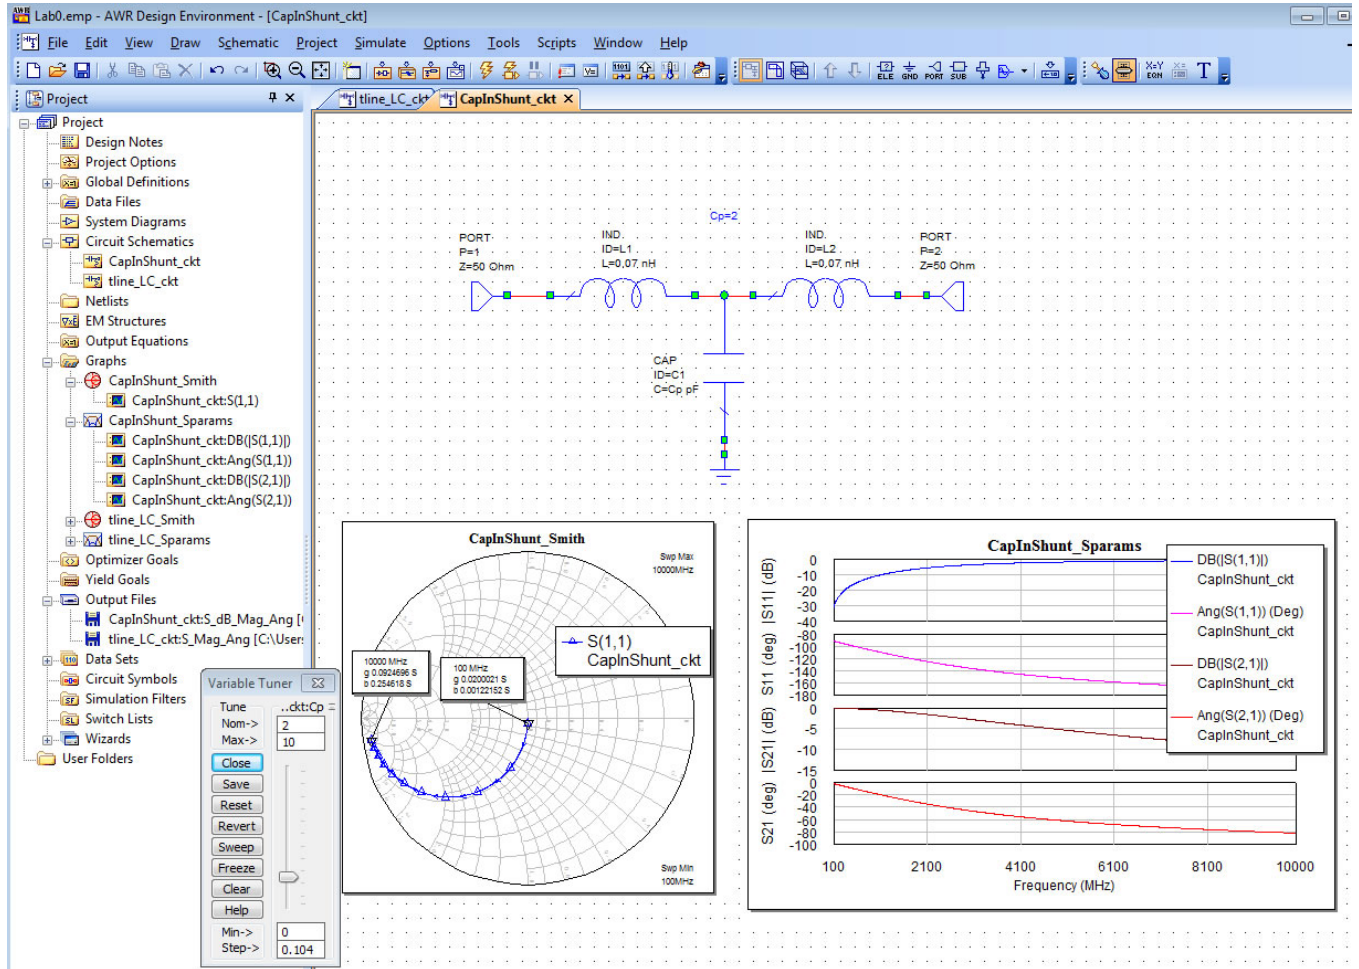 Lab0.emp - AWR Design Environment - [CapInShunt_ckt]
File Edit View Draw Schematic Project Simulate Options Tools Scripts Window Help
ELE GND PORT SUB
X=Y
EQN
T
Project
tline_LC_ckt
CapInShunt_ckt
Project
Design Notes
Project Options
Global Definitions
Data Files
System Diagrams
Circuit Schematics
CapInShunt_ckt
tline_LC_ckt
Netlists
EM Structures
Output Equations
Graphs
CapInShunt_Smith
CapInShunt_ckt:S(1,1)
CapInShunt_Sparams
CapInShunt_ckt:DB(|S(1,1)|)
CapInShunt_ckt:Ang(S(1,1))
CapInShunt_ckt:DB(|S(2,1)|)
CapInShunt_ckt:Ang(S(2,1))
tline_LC_Smith
tline_LC_Sparams
Optimizer Goals
Yield Goals
Output Files
CapInShunt_ckt:S_dB_Mag_Ang [
tline_LC_ckt:S_Mag_Ang [C:\User
Data Sets
Circuit Symbols
Simulation Filters
Switch Lists
Wizards
User Folders
Variable Tuner
Tune
..ckt:Cp
Nom-> 2
Max-> 10
Close
Save
Reset
Revert
Sweep
Freeze
Clear
Help
Min-> 0
Step-> 0.104
Cp=2
PORT
P=1
Z=50 Ohm
IND
ID=L1
L=0.07 nH
IND
ID=L2
L=0.07 nH
PORT
P=2
Z=50 Ohm
CAP
ID=C1
C=Cp pF
CapInShunt_Smith
Swp Max
10000MHz
S(1,1)
CapInShunt_ckt
10000 MHz
g 0.0924696 S
b 0.254618 S
100 MHz
g 0.0200021 S
b 0.00122152 S
Swp Min
100MHz
CapInShunt_Sparams
|S11| (dB)
0
-10
-20
-30
-40
S11 (deg)
-80
-100
-120
-140
-160
-180
|S21| (dB)
0
-5
-10
-15
S21 (deg)
0
-20
-40
-60
-80
-100
100 2100 4100 6100 8100 10000
Frequency (MHz)
DB(|S(1,1)|)
CapInShunt_ckt
Ang(S(1,1)) (Deg)
CapInShunt_ckt
DB(|S(2,1)|)
CapInShunt_ckt
Ang(S(2,1)) (Deg)
CapInShunt_ckt